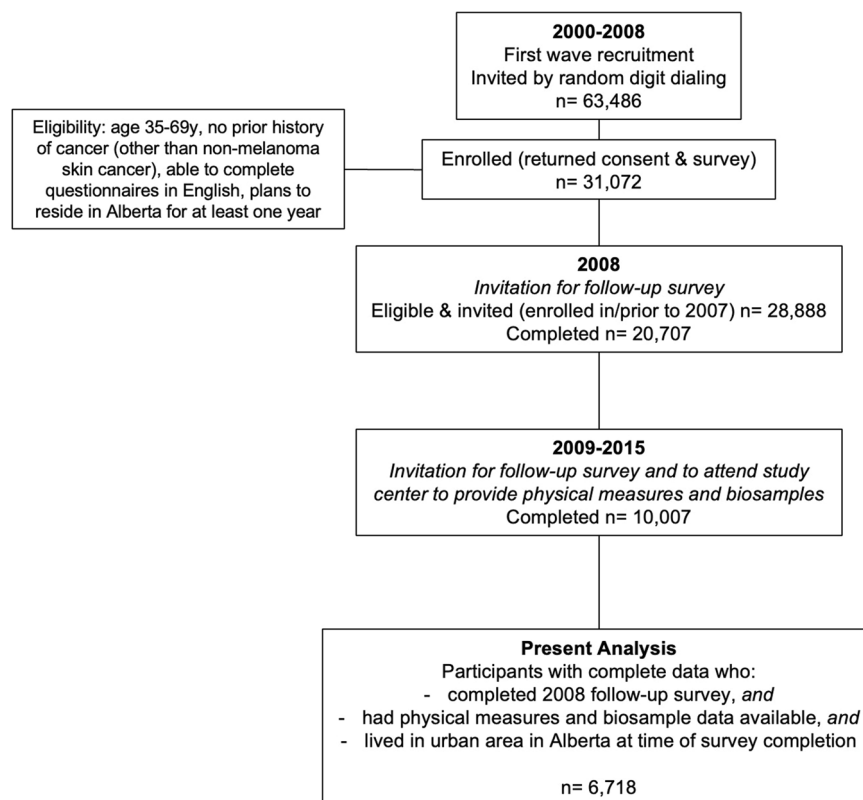 2000-2008
First wave recruitment
Invited by random digit dialing
n= 63,486
Eligibility: age 35-69y, no prior history
of cancer (other than non-melanoma
skin cancer), able to complete
questionnaires in English, plans to
reside in Alberta for at least one year
Enrolled (returned consent & survey)
n= 31,072
2008
Invitation for follow-up survey
Eligible & invited (enrolled in/prior to 2007) n= 28,888
Completed n= 20,707
2009-2015
Invitation for follow-up survey and to attend study
center to provide physical measures and biosamples
Completed n= 10,007
Present Analysis
Participants with complete data who:
- completed 2008 follow-up survey, and
- had physical measures and biosample data available, and
- lived in urban area in Alberta at time of survey completion
n= 6,718